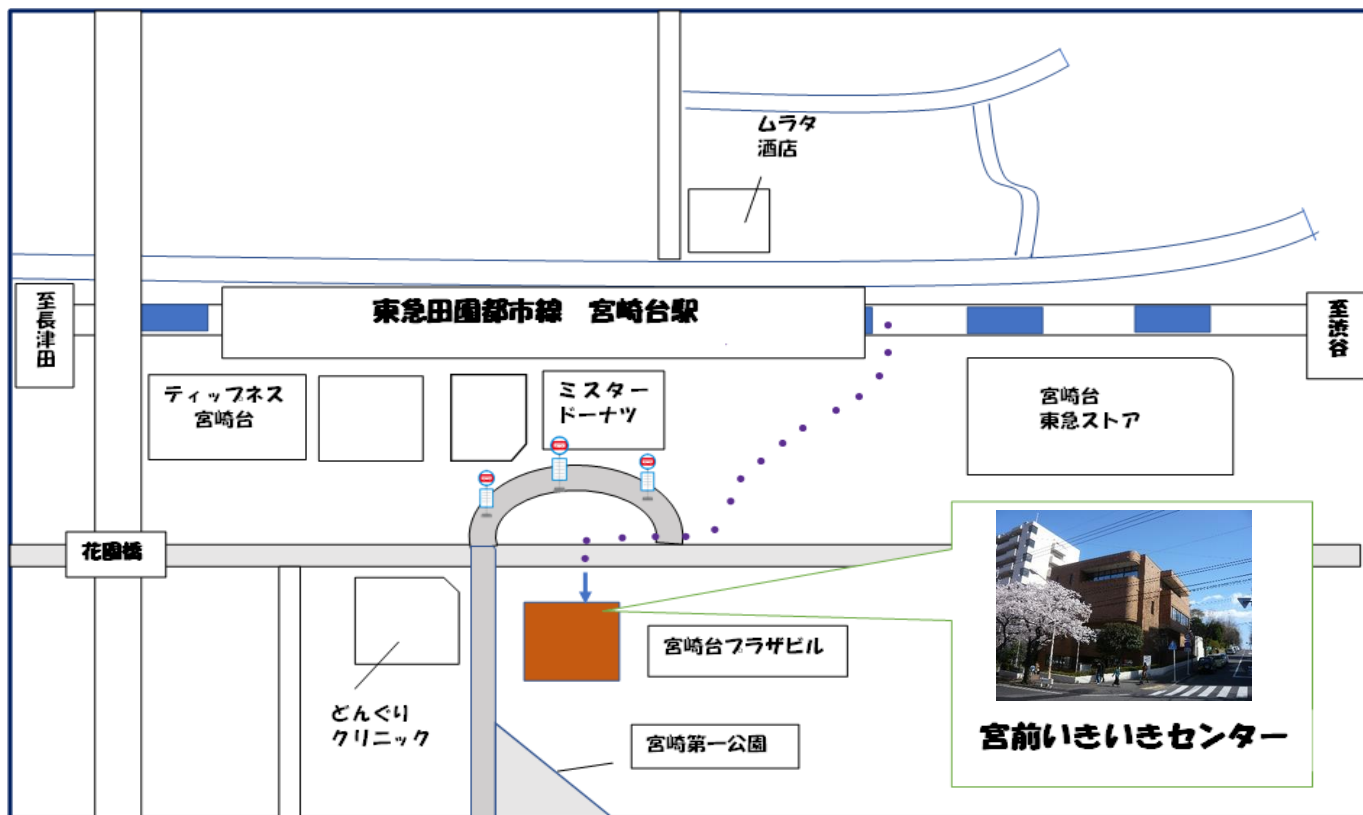 ムラタ
酒店
至長津田
東急田園都市線　宮崎台駅
至渋谷
ティップネス
宮崎台
ミスター
ドーナツ
宮崎台
東急ストア
花園橋
宮崎台プラザビル
どんぐり
クリニック
宮崎第一公園
宮前いきいきセンター